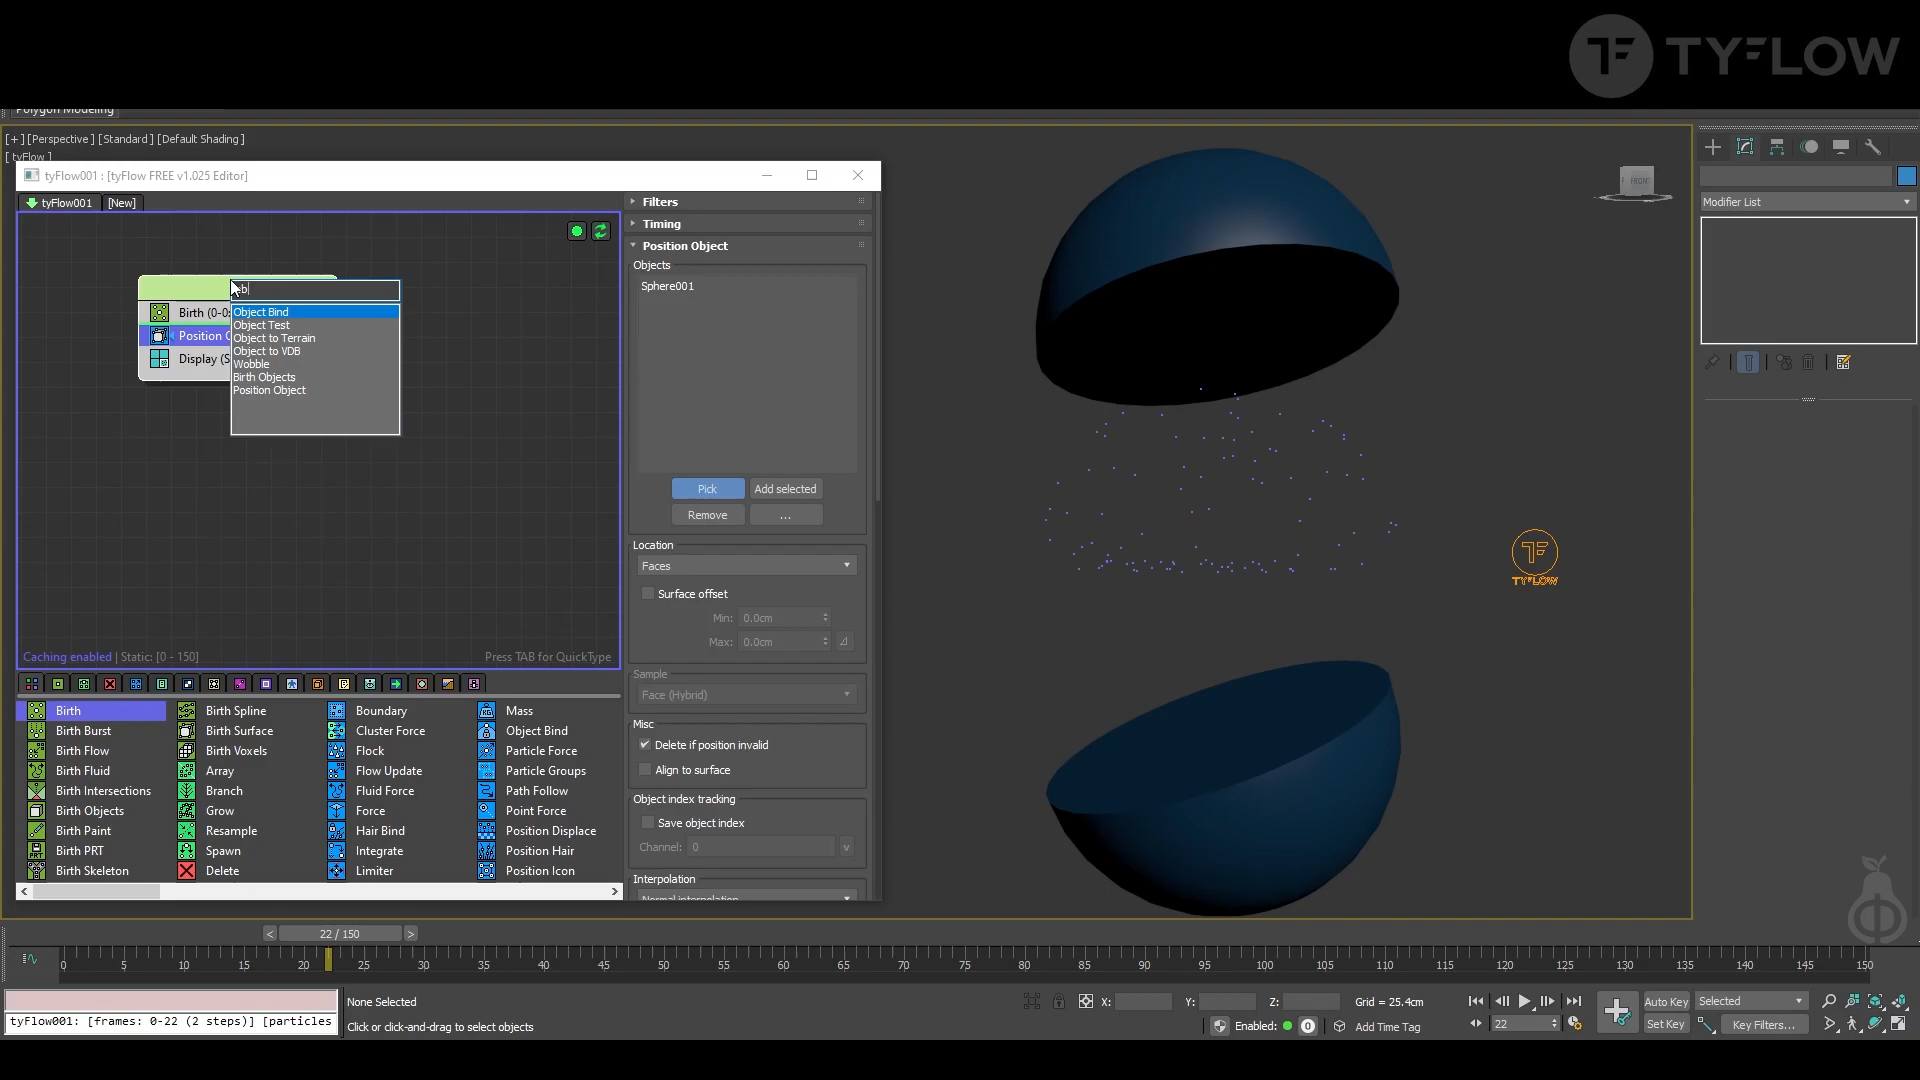 TYFLOW
Polygon Modeling
[+] [Perspective ] [Standard ] [Default Shading ]
[ tyFlow ]
tyFlow001 : [tyFlow FREE v1.025 Editor]
tyFlow001
[New]
Birth (0-0
Position O
Display (S
b
Object Bind
Object Test
Object to Terrain
Object to VDB
Wobble
Birth Objects
Position Object
Caching enabled | Static: [0 - 150]
Press TAB for QuickType
Birth
Birth Spline
Boundary
Mass
Birth Burst
Birth Surface
Cluster Force
Object Bind
Birth Flow
Birth Voxels
Flock
Particle Force
Birth Fluid
Array
Flow Update
Particle Groups
Birth Intersections
Branch
Fluid Force
Path Follow
Birth Objects
Grow
Force
Point Force
Birth Paint
Resample
Hair Bind
Position Displace
Birth PRT
Spawn
Integrate
Position Hair
Birth Skeleton
Delete
Limiter
Position Icon
Filters
Timing
Position Object
Objects
Sphere001
Pick
Add selected
Remove
...
Location
Faces
Surface offset
Min: 0.0cm
Max: 0.0cm
Sample
Face (Hybrid)
Misc
Delete if position invalid
Align to surface
Object index tracking
Save object index
Channel: 0
v
Interpolation
Normal interpolation
FRONT
TYFLOW
Modifier List
< 22 / 150 >
0 5 10 15 20 25 30 35 40 45 50 55 60 65 70 75 80 85 90 95 100 105 110 115 120 125 130 135 140 145 150
tyFlow001: [frames: 0-22 (2 steps)] [particles
None Selected
Click or click-and-drag to select objects
X:
Y:
Z:
Grid = 25.4cm
Enabled:
0
Add Time Tag
22
Auto Key
Selected
Set Key
Key Filters...